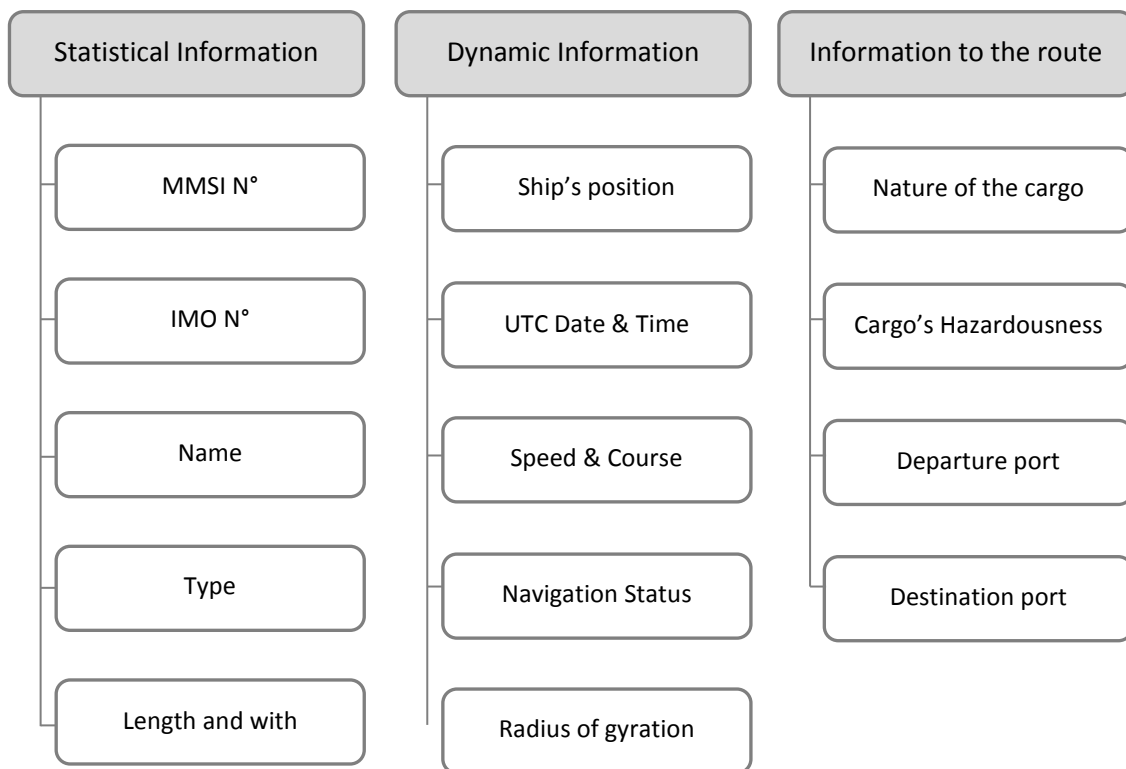 Statistical Information
MMSI N°
IMO N°
Name
Type
Length and with
Dynamic Information
Ship’s position
UTC Date & Time
Speed & Course
Navigation Status
Radius of gyration
Information to the route
Nature of the cargo
Cargo’s Hazardousness
Departure port
Destination port